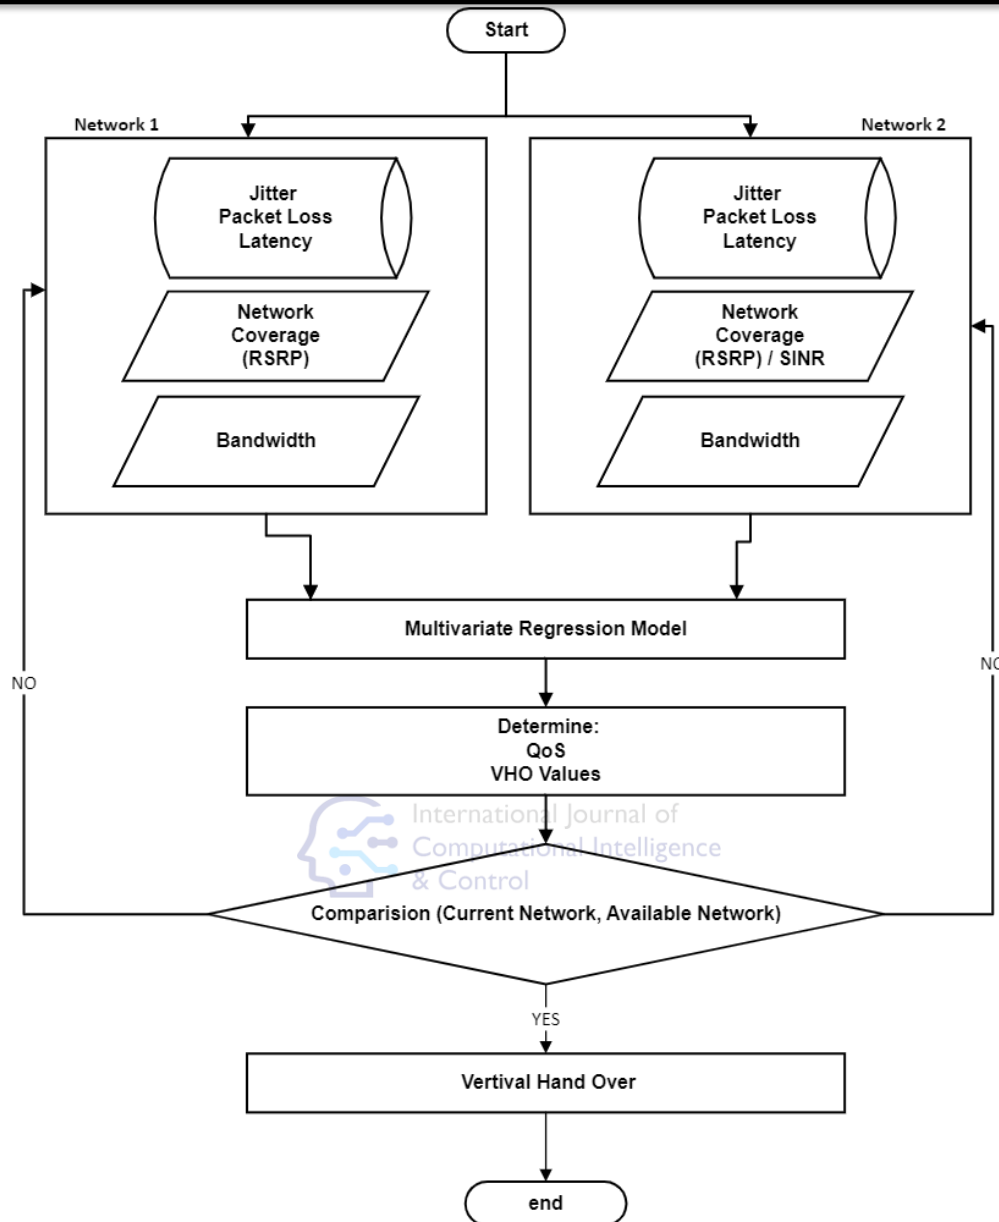 Start
Network 1
Network 2
Jitter
Packet Loss
Latency
Jitter
Packet Loss
Latency
Network
Coverage
(RSRP)
Network
Coverage
(RSRP) / SINR
Bandwidth
Bandwidth
Multivariate Regression Model
NO
NO
Determine:
QoS
VHO Values
International Journal of
Computational Intelligence
& Control
Comparision (Current Network, Available Network)
YES
Vertival Hand Over
end